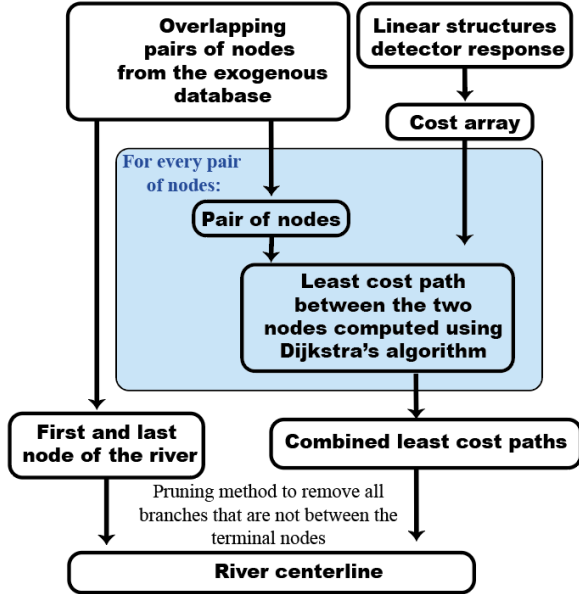 Overlapping
pairs of nodes
from the exogenous
database
Linear structures
detector response
Cost array
For every pair
of nodes:
Pair of nodes
Least cost path
between the two
nodes computed using
Dijkstra's algorithm
First and last
node of the river
Combined least cost paths
Pruning method to remove all
branches that are not between the
terminal nodes
River centerline